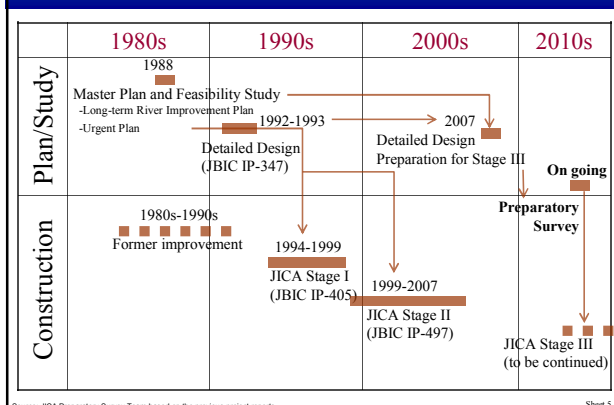 1980s 1990s 2000s 2010s
Plan/Study
1988
Master Plan and Feasibility Study
-Long-term River Improvement Plan
-Urgent Plan
1992-1993
Detailed Design
(JBIC IP-347)
2007
Detailed Design
Preparation for Stage III
On going
Preparatory
Survey
Construction
1980s-1990s
Former improvement
1994-1999
JICA Stage I
(JBIC IP-405)
1999-2007
JICA Stage II
(JBIC IP-497)
JICA Stage III
(to be continued)
Sheet 5